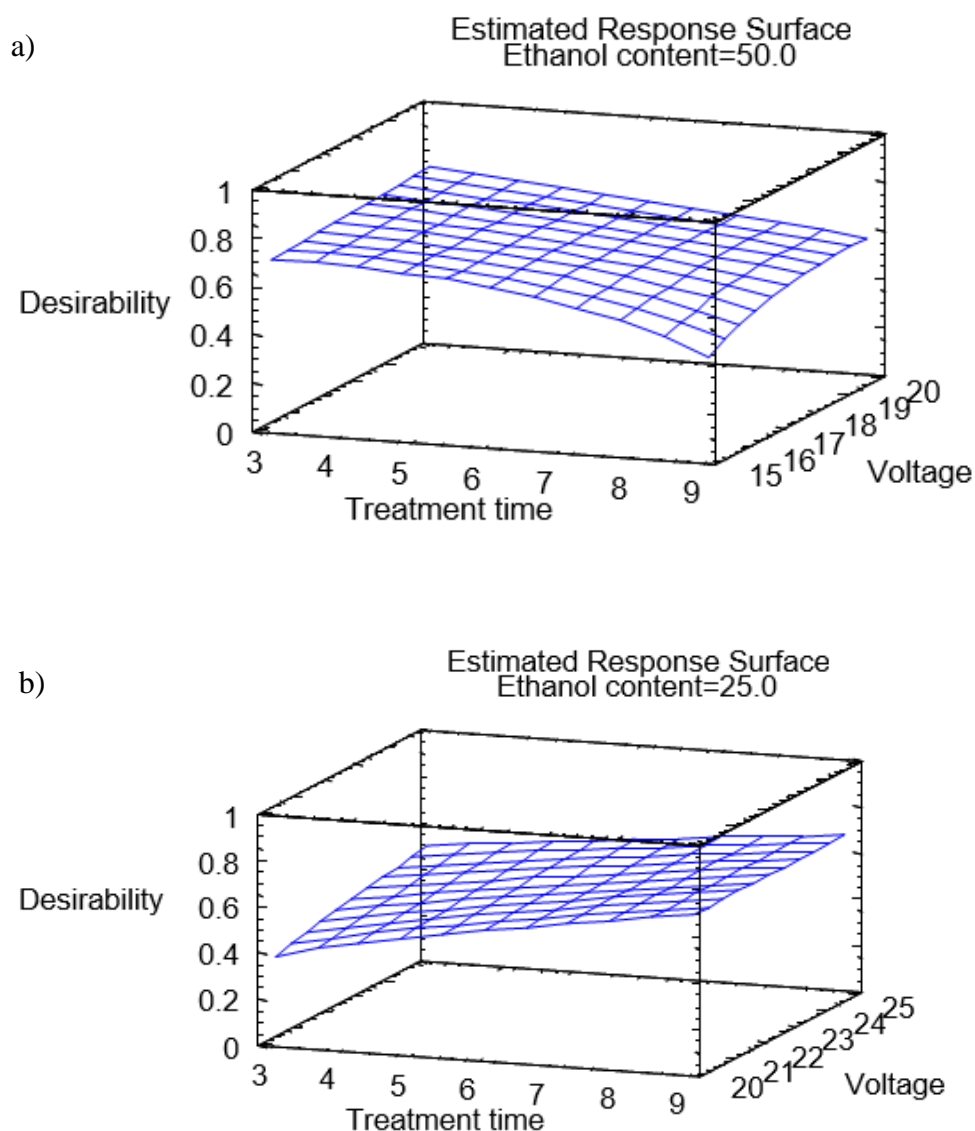 a)
Estimated Response Surface
Ethanol content=50.0
1
0.8
0.6
0.4
0.2
0
Desirability
3 4 5 6 7 8 9
Treatment time
15 16 17 18 19 20
Voltage
b)
Estimated Response Surface
Ethanol content=25.0
1
0.8
0.6
0.4
0.2
0
Desirability
3 4 5 6 7 8 9
Treatment time
20 21 22 23 24 25
Voltage